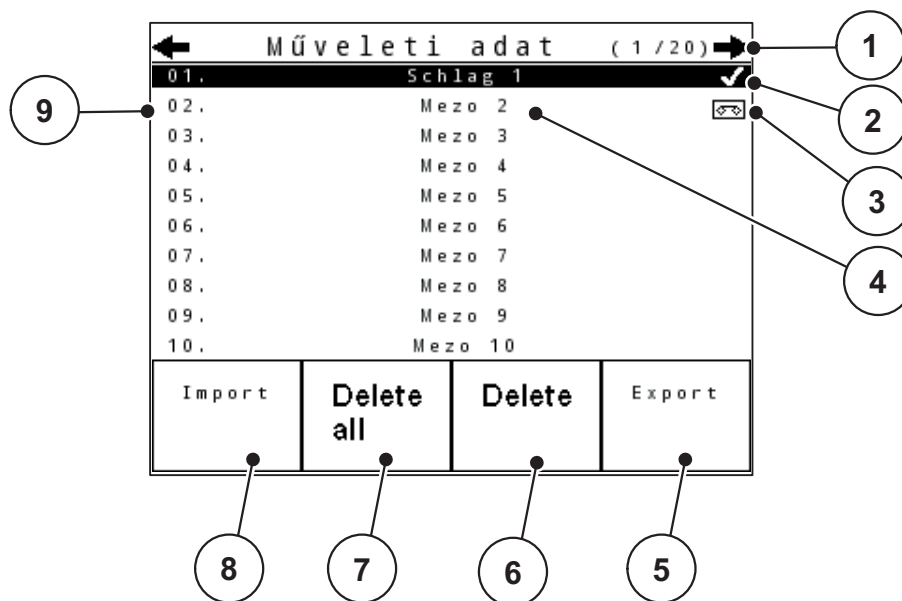 Műveleti adat (1/20)
01. Schlag 1
02. Mezo 2
03. Mezo 3
04. Mezo 4
05. Mezo 5
06. Mezo 6
07. Mezo 7
08. Mezo 8
09. Mezo 9
10. Mezo 10
Import
Delete all
Delete
Export
1
2
3
4
5
6
7
8
9